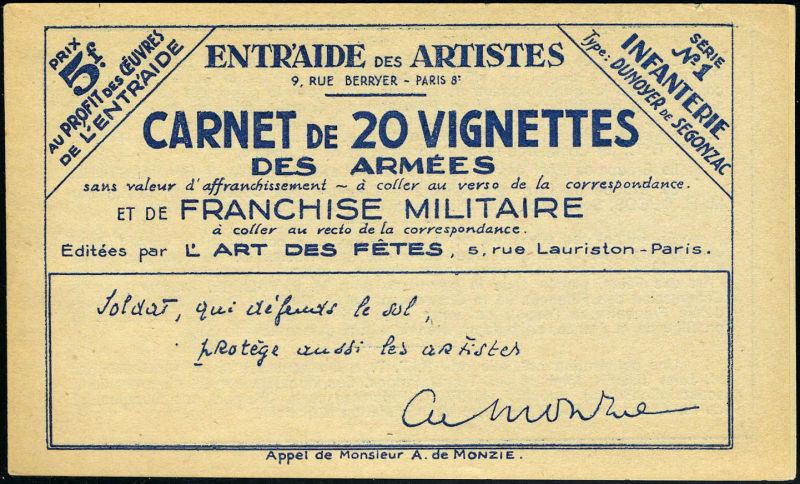 PRIX
5f
AU PROFIT DES ŒUVRES
DE L'ENTR'AIDE
ENTR'AIDE DES ARTISTES
9, RUE BERRYER - PARIS 8e
SÉRIE
N° 1
INFANTERIE
Type: DUNOYER DE SEGONZAC
CARNET DE 20 VIGNETTES
DES ARMÉES
sans valeur d'affranchissement ~ à coller au verso de la correspondance.
ET DE FRANCHISE MILITAIRE
à coller au recto de la correspondance.
Éditées par L'ART DES FÊTES, 5, rue Lauriston-Paris.
Soldat, qui défends le sol,
protège aussi les artistes
A de Monzie
Appel de Monsieur A. de MONZIE.